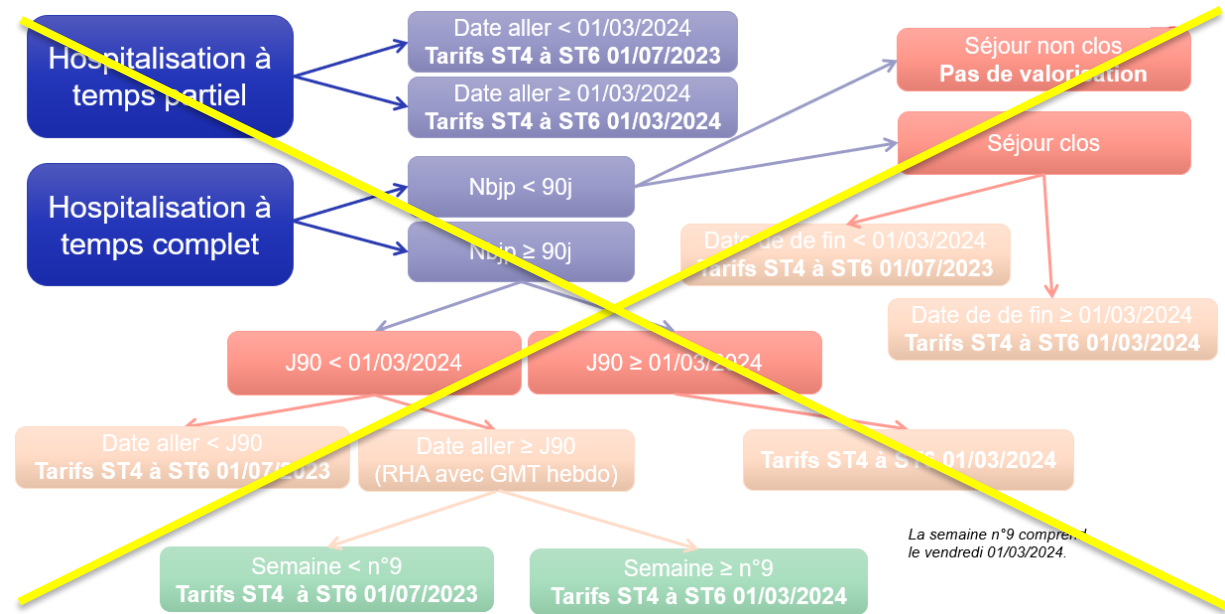 Hospitalisation à
temps partiel
Date aller < 01/03/2024
Tarifs ST4 à ST6 01/07/2023
Date aller ≥ 01/03/2024
Tarifs ST4 à ST6 01/03/2024
Séjour non clos
Pas de valorisation
Séjour clos
Hospitalisation à
temps complet
Nbjp < 90j
Nbjp ≥ 90j
Date de de fin < 01/03/2024
Tarifs ST4 à ST6 01/07/2023
Date de de fin ≥ 01/03/2024
Tarifs ST4 à ST6 01/03/2024
J90 < 01/03/2024
J90 ≥ 01/03/2024
Date aller < J90
Tarifs ST4 à ST6 01/07/2023
Date aller ≥ J90
(RHA avec GMT hebdo)
Tarifs ST4 à ST6 01/03/2024
La semaine n°9 comprend
le vendredi 01/03/2024.
Semaine < n°9
Tarifs ST4 à ST6 01/07/2023
Semaine ≥ n°9
Tarifs ST4 à ST6 01/03/2024